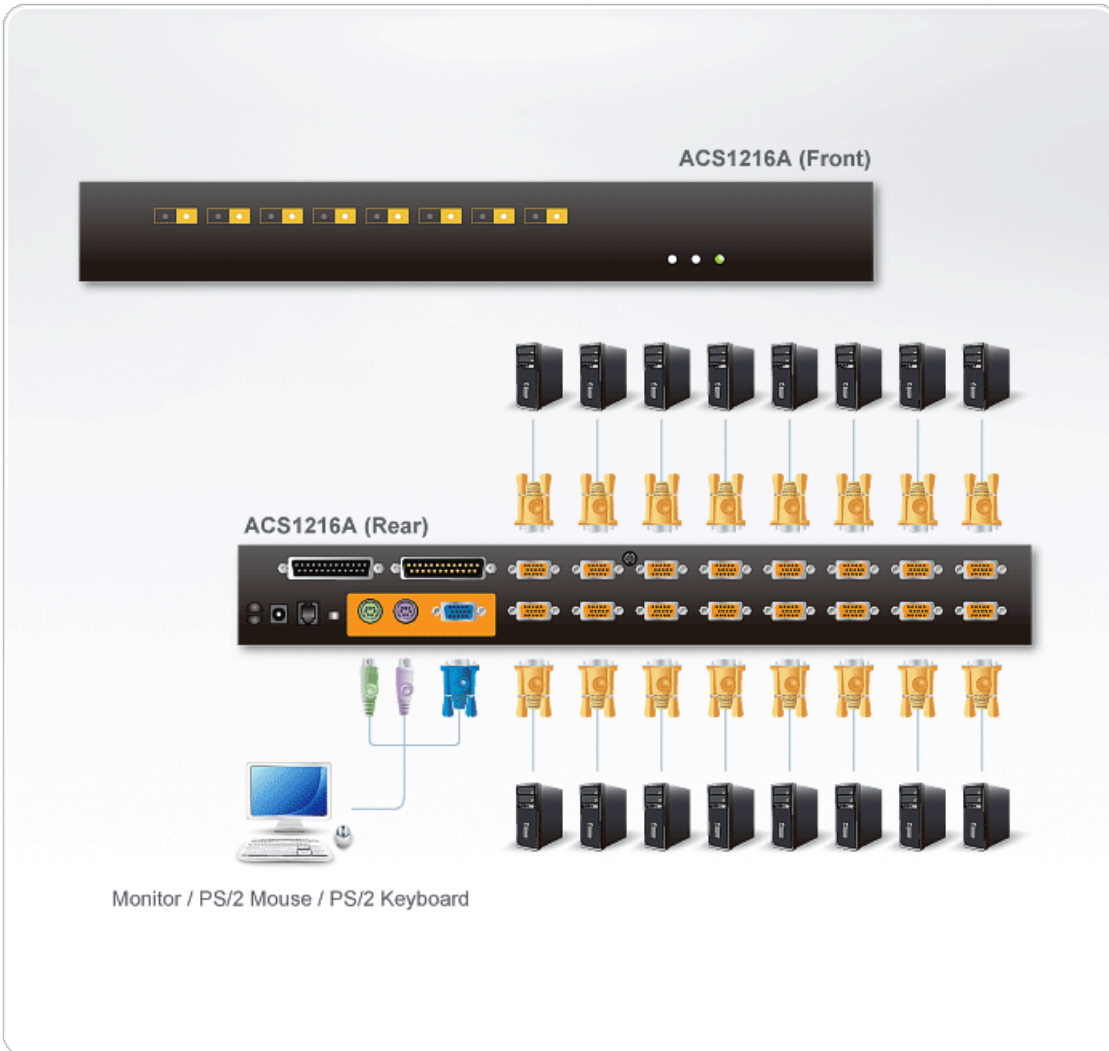 ACS1216A (Front)
ACS1216A (Rear)
Monitor / PS/2 Mouse / PS/2 Keyboard